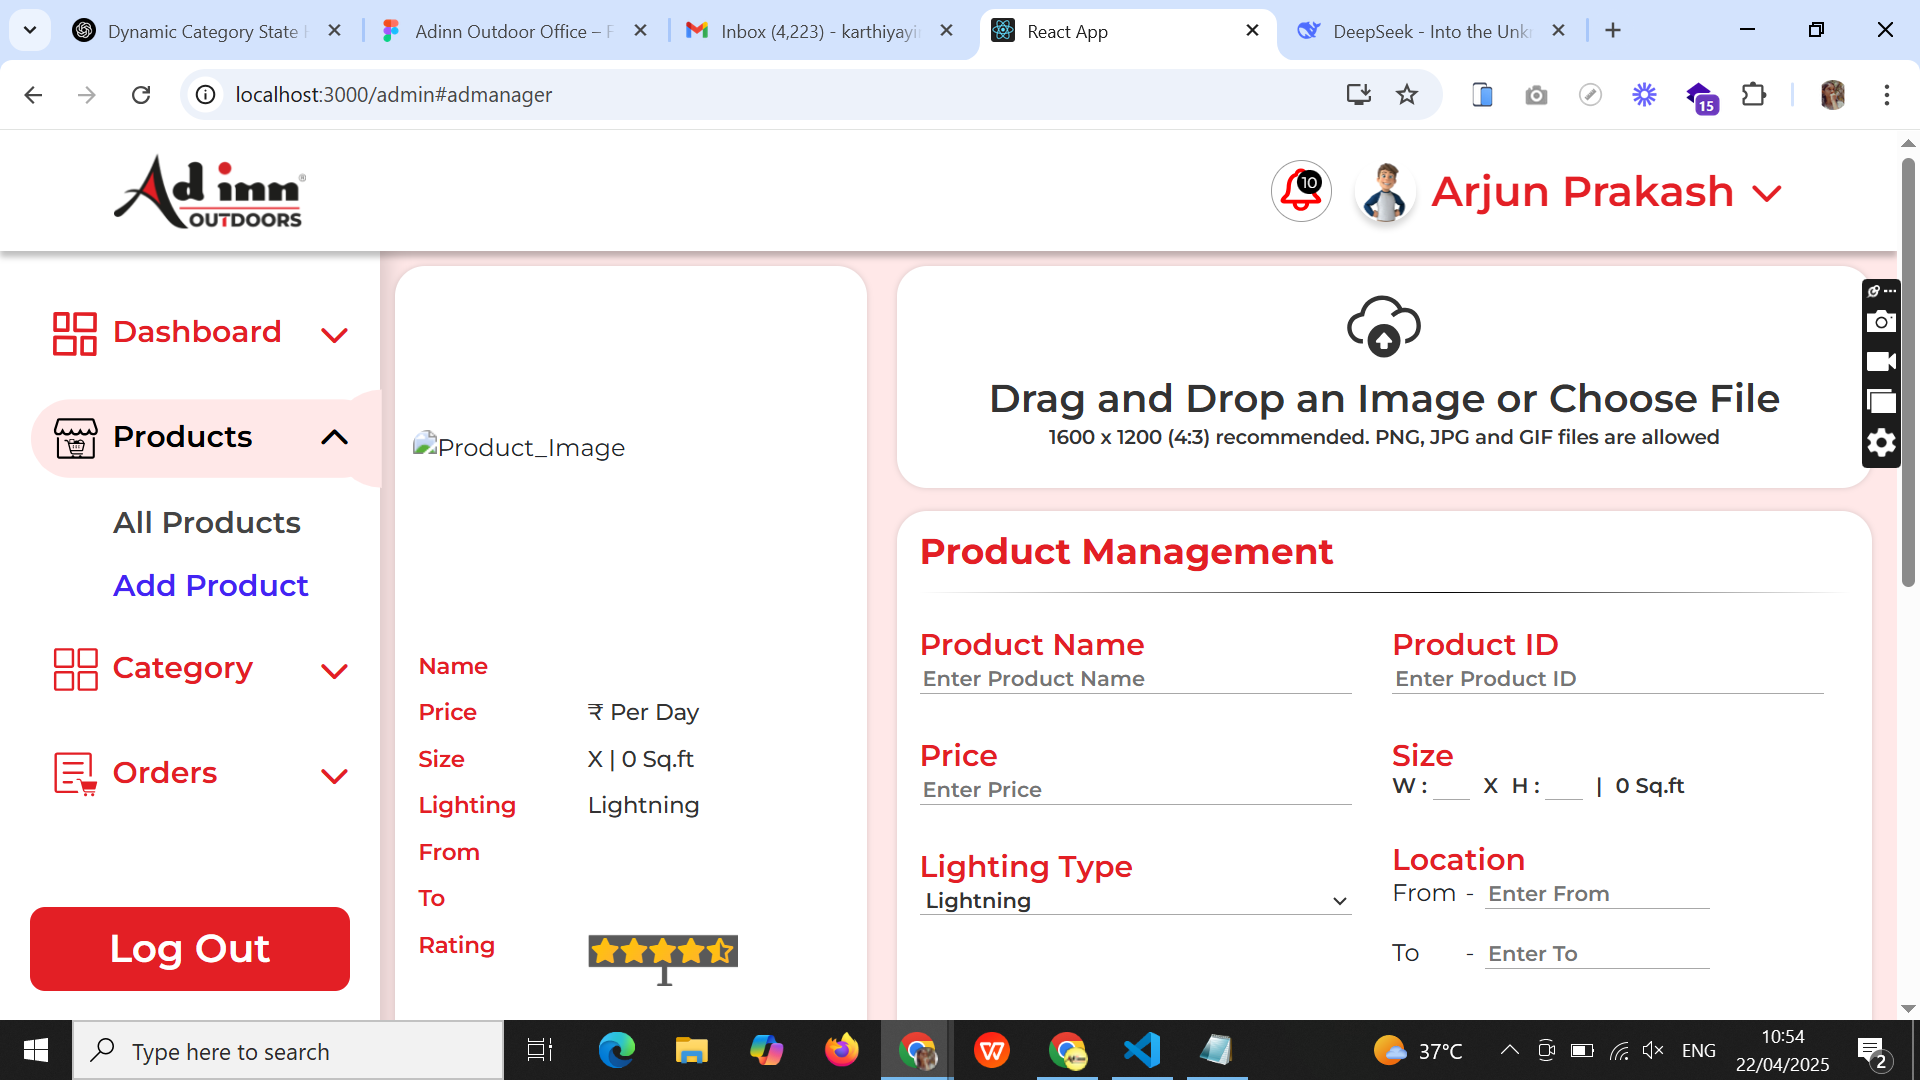 Dynamic Category State
Adinn Outdoor Office – F
Inbox (4,223) - karthiyayi
React App
DeepSeek - Into the Unk
localhost:3000/admin#admanager
15
Ad inn®
OUTDOORS
10
Arjun Prakash
Dashboard
Products
All Products
Add Product
Category
Orders
Log Out
Product_Image
Name
Price ₹ Per Day
Size X | 0 Sq.ft
Lighting Lightning
From
To
Rating
Drag and Drop an Image or Choose File
1600 x 1200 (4:3) recommended. PNG, JPG and GIF files are allowed
Product Management
Product Name
Enter Product Name
Product ID
Enter Product ID
Price
Enter Price
Size
W : X H : | 0 Sq.ft
Lighting Type
Lightning
Location
From - Enter From
To - Enter To
Type here to search
37°C
ENG
10:54
22/04/2025
2